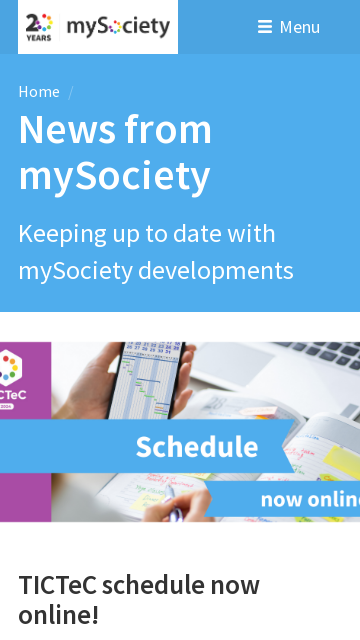 20 YEARS mySociety
Menu
Home /
News from
mySociety
Keeping up to date with
mySociety developments
Schedule
now online
TICTeC schedule now
online!